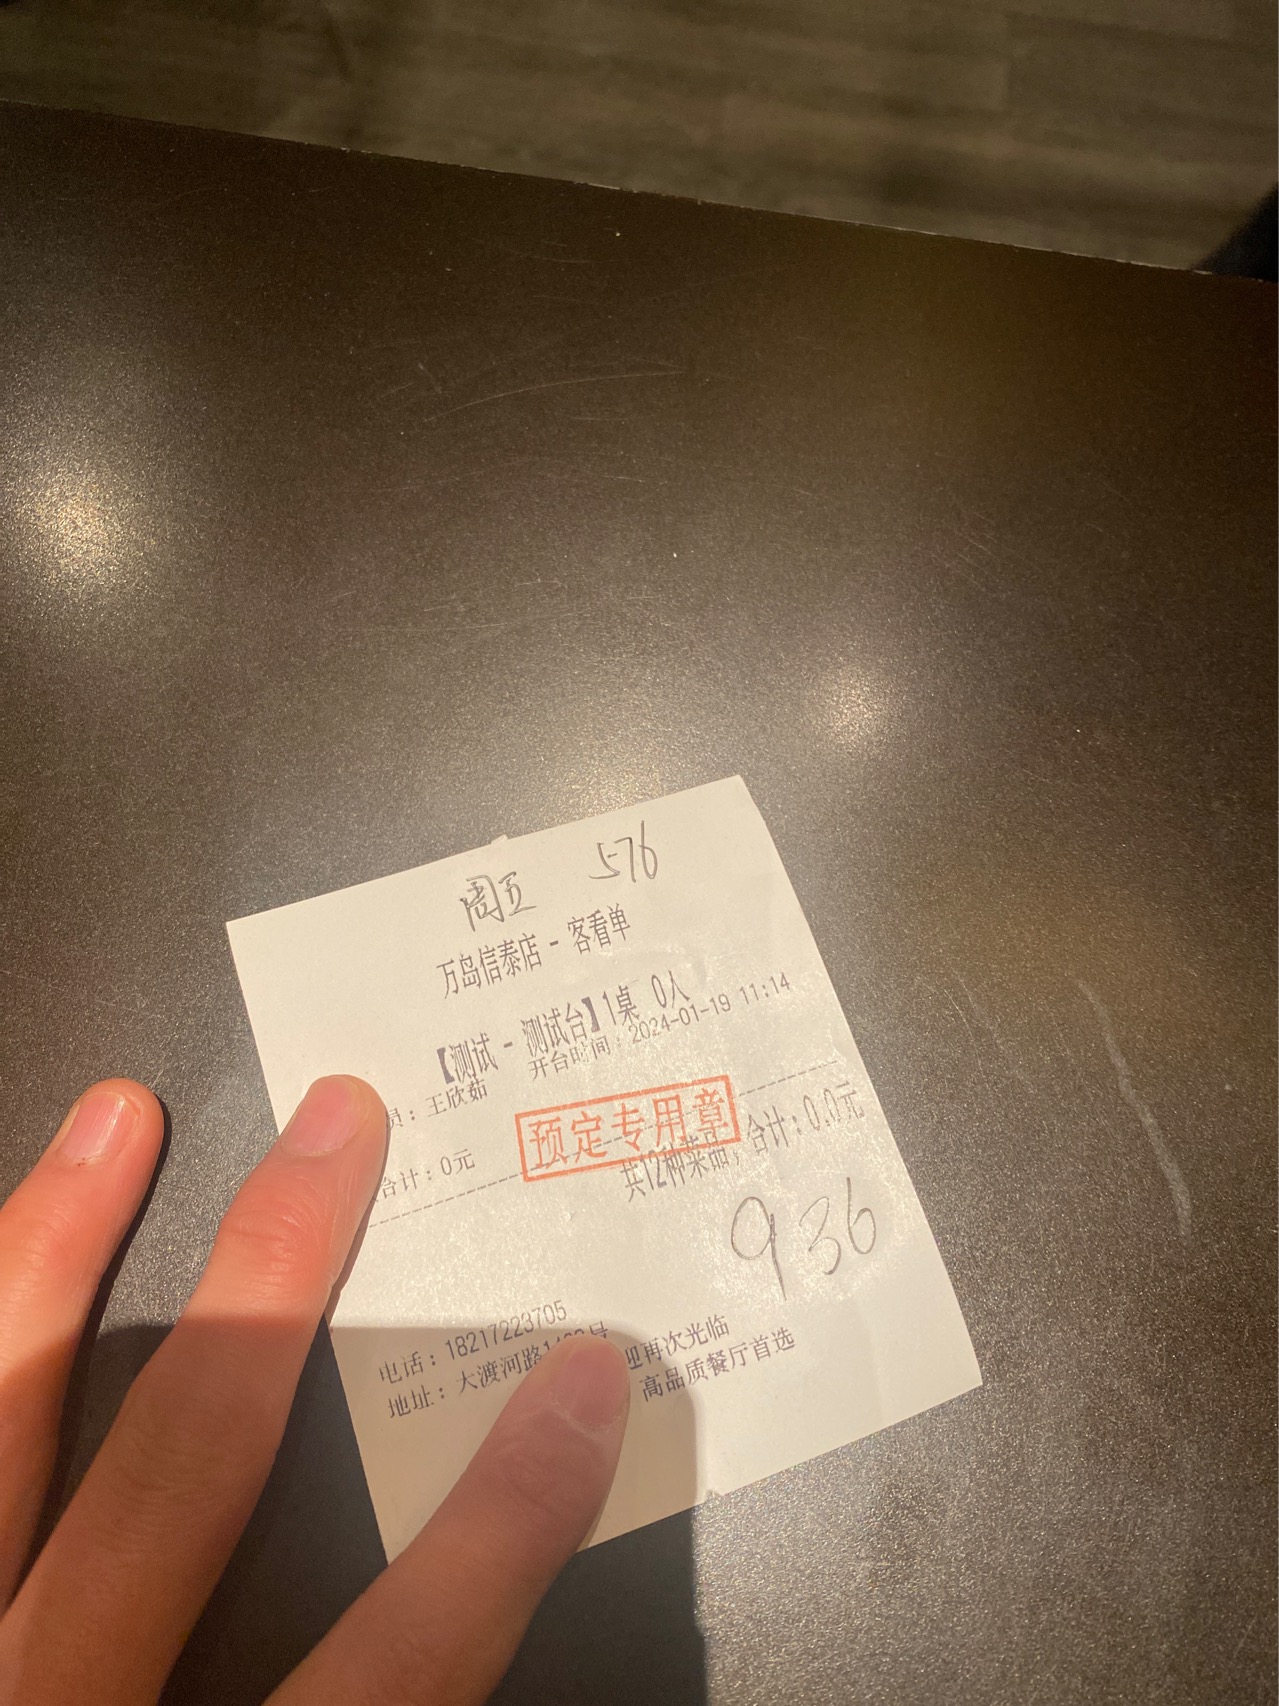 周五 576
万岛信泰店 - 客看单
【测试 - 测试台】1桌 0人
开台时间：2024-01-19 11:14
员：王欣茹
预定专用章
合计：0元
共12种菜品，合计：0.0元
936
电话：18217223705
地址：大渡河路 号
迎再次光临
高品质餐厅首选